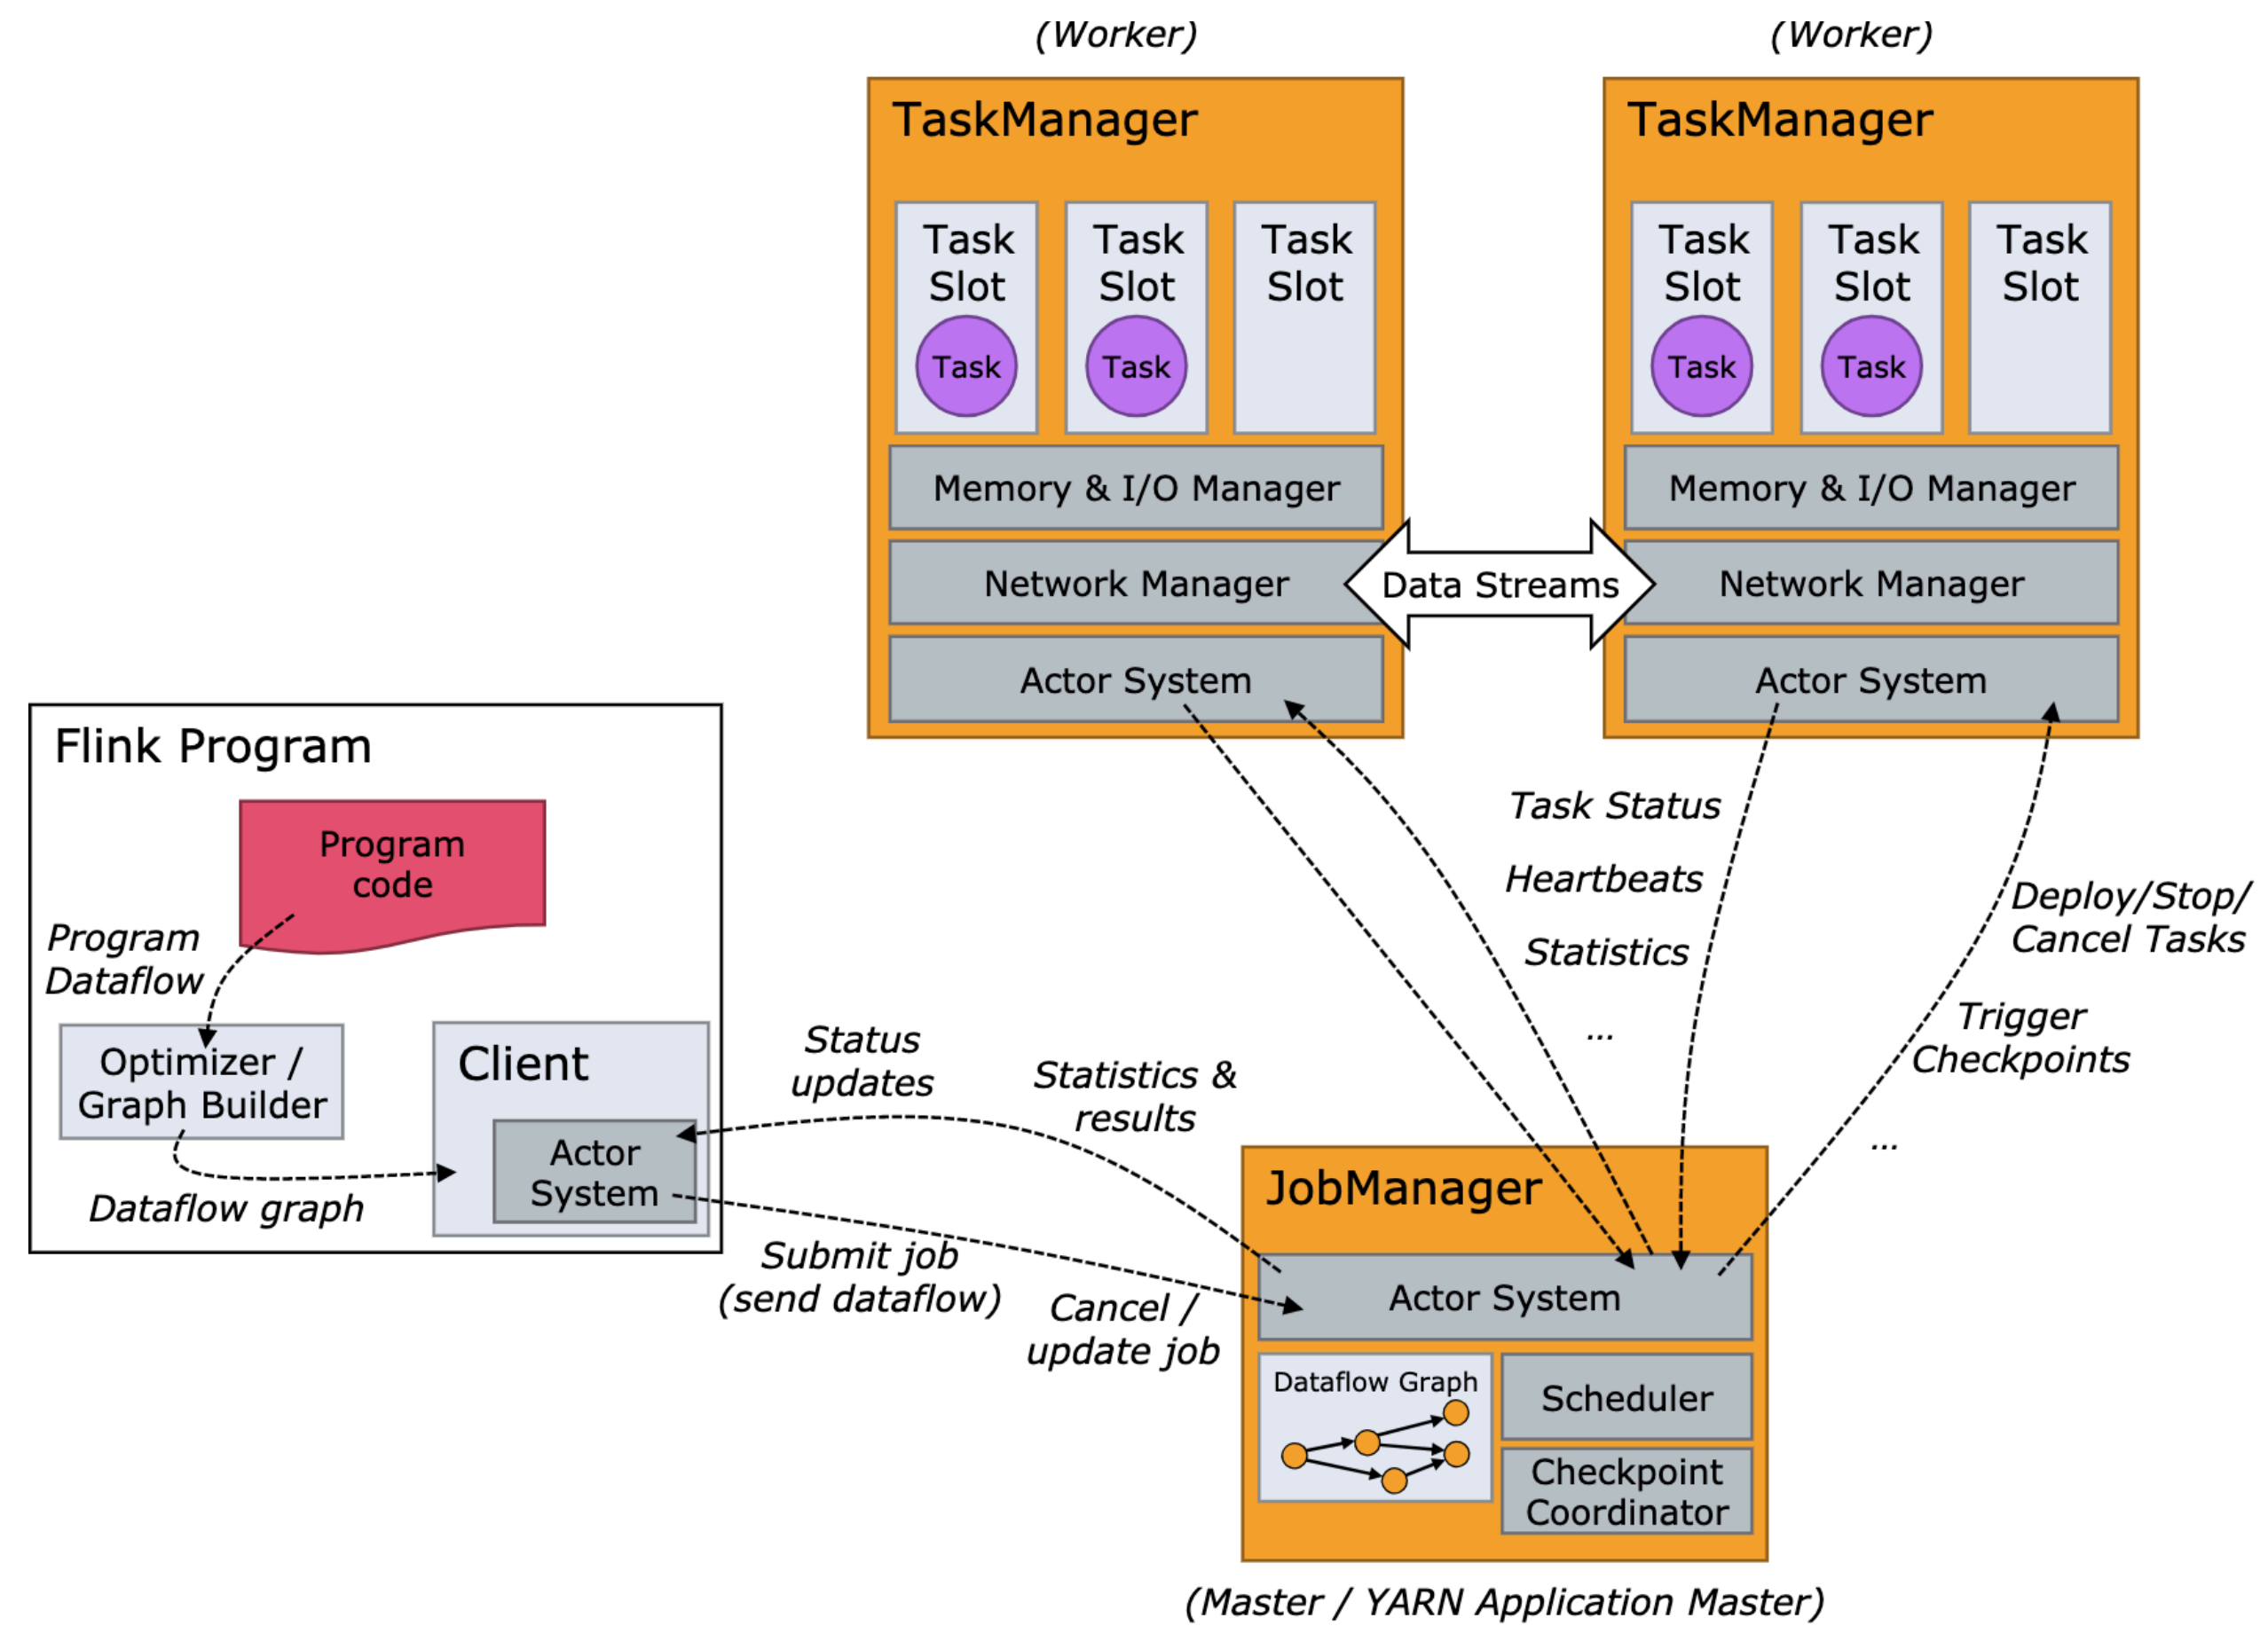 (Worker)
TaskManager
Task
Slot
Task
Task
Slot
Task
Task
Slot
Memory & I/O Manager
Network Manager
Actor System
Data Streams
(Worker)
TaskManager
Task
Slot
Task
Task
Slot
Task
Task
Slot
Memory & I/O Manager
Network Manager
Actor System
Flink Program
Program
code
Program
Dataflow
Optimizer /
Graph Builder
Dataflow graph
Client
Actor
System
Status
updates
Statistics &
results
Submit job
(send dataflow)
Cancel /
update job
Task Status
Heartbeats
Statistics
...
Deploy/Stop/
Cancel Tasks
Trigger
Checkpoints
...
JobManager
Actor System
Dataflow Graph
Scheduler
Checkpoint
Coordinator
(Master / YARN Application Master)